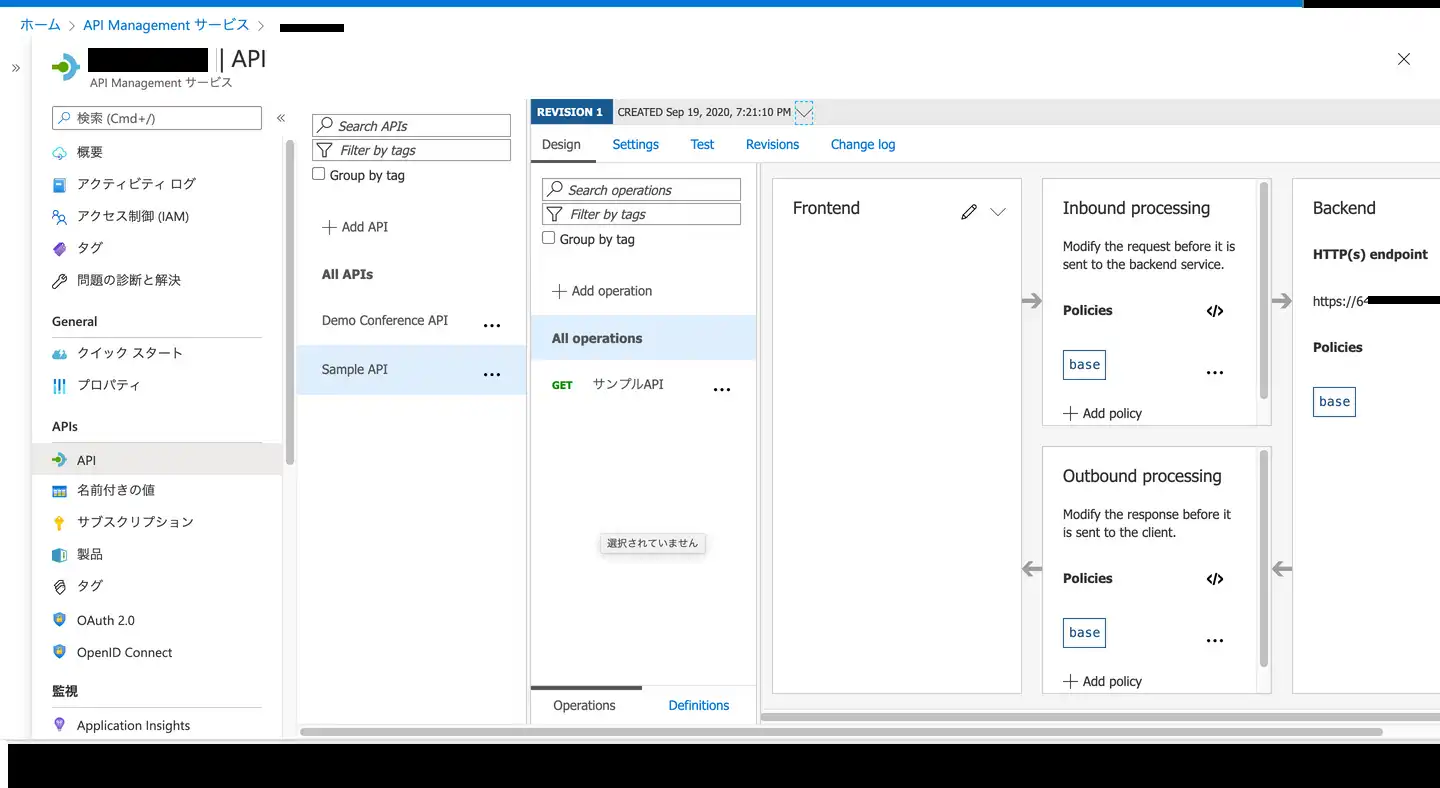 ホーム > API Management サービス >
| API
API Management サービス
検索 (Cmd+/)
概要
アクティビティ ログ
アクセス制御 (IAM)
タグ
問題の診断と解決
General
クイック スタート
プロパティ
APIs
API
名前付きの値
サブスクリプション
製品
タグ
OAuth 2.0
OpenID Connect
監視
Application Insights
Search APIs
Filter by tags
Group by tag
Add API
All APIs
Demo Conference API
Sample API
REVISION 1 CREATED Sep 19, 2020, 7:21:10 PM
Design Settings Test Revisions Change log
Search operations
Filter by tags
Group by tag
Add operation
All operations
GET サンプルAPI
選択されていません
Operations Definitions
Frontend
Inbound processing
Modify the request before it is
sent to the backend service.
Policies </>
base
Add policy
Outbound processing
Modify the response before it
is sent to the client.
Policies </>
base
Add policy
Backend
HTTP(s) endpoint
https://64
Policies
base